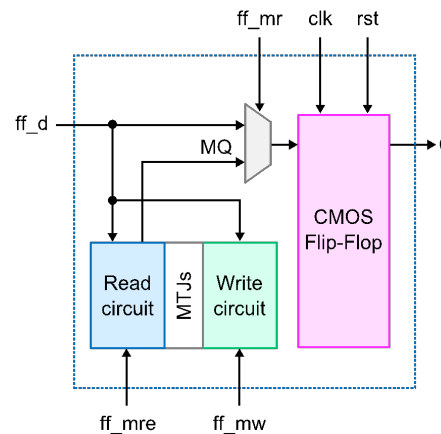 ff_mr clk rst
ff_d
MQ
CMOS
Flip-Flop
Read
circuit
MTJs
Write
circuit
ff_mre ff_mw